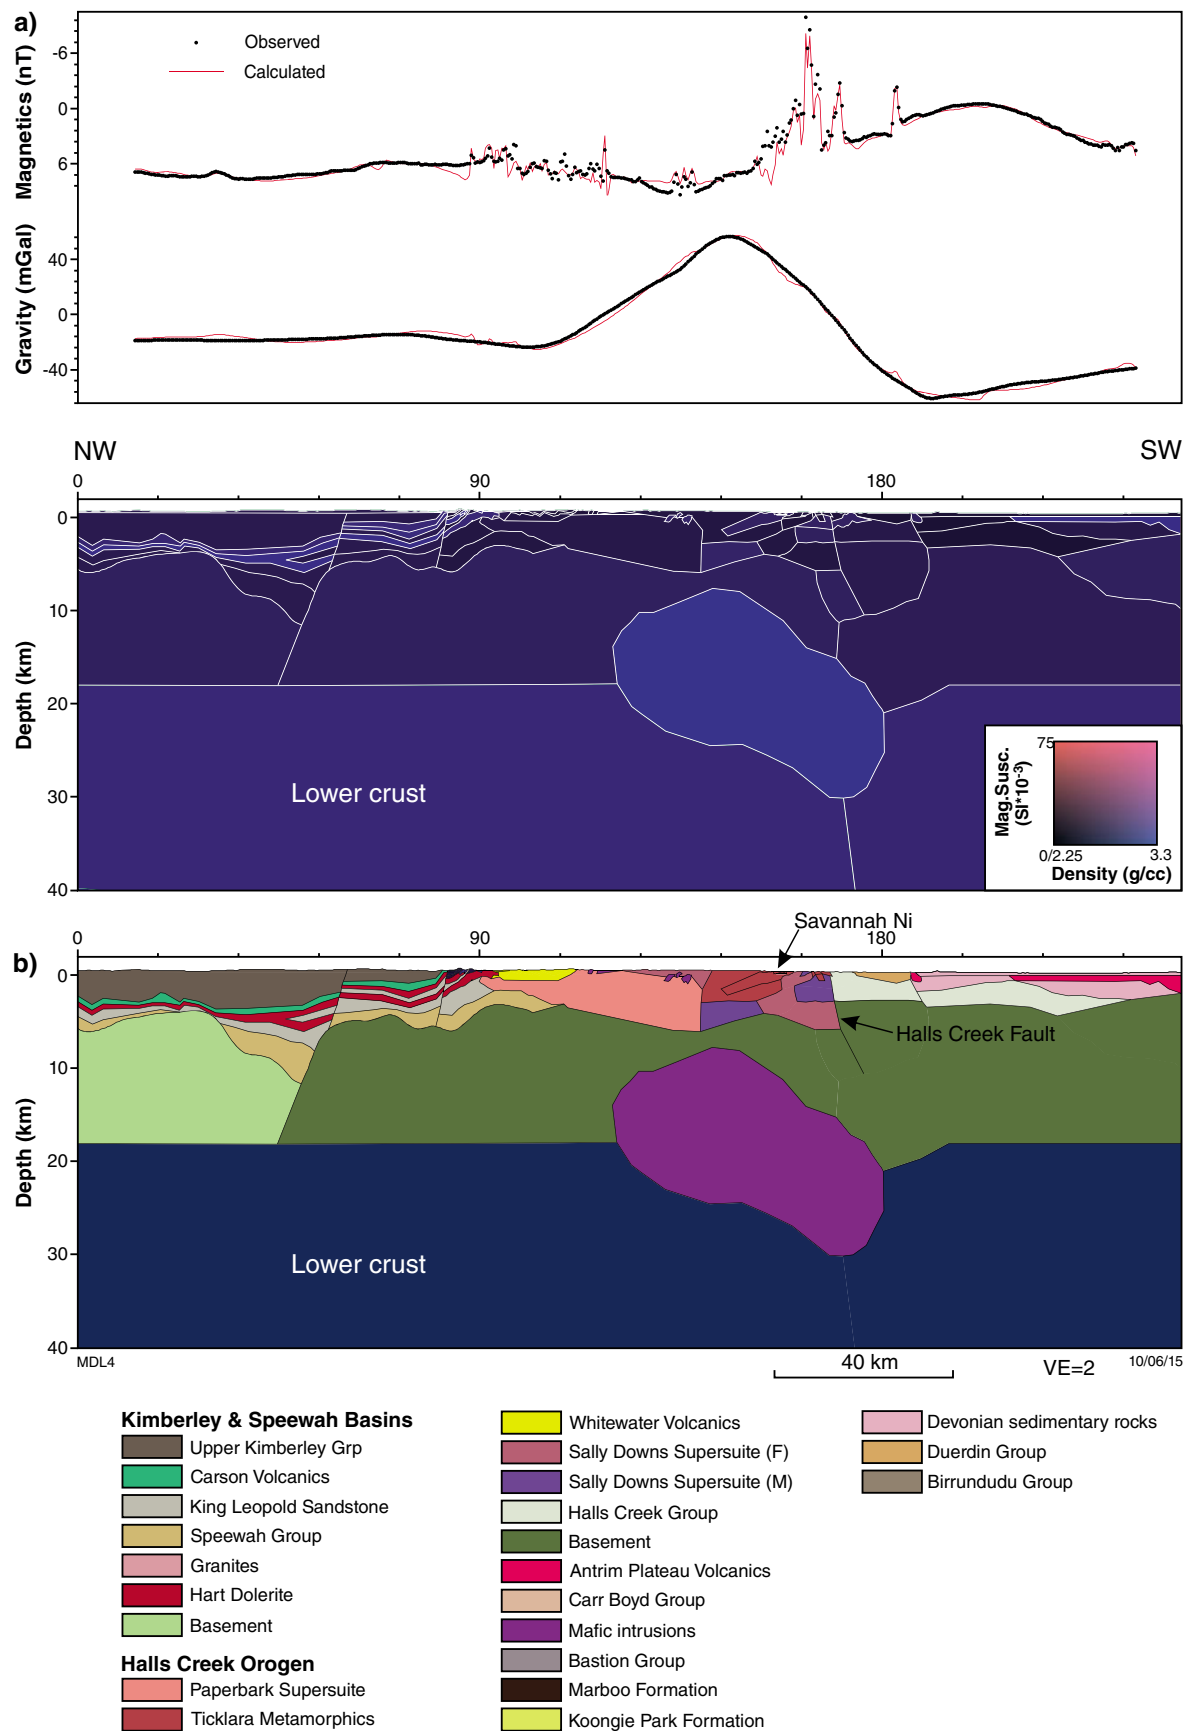 a)
Observed
Calculated
Magnetics (nT)
-6
0
6
Gravity (mGal)
40
0
-40
NW
SW
0
90
180
Depth (km)
0
10
20
30
40
Lower crust
Mag.Susc.
(SI*10-3)
75
0/2.25
3.3
Density (g/cc)
Savannah Ni
0
90
180
b)
Depth (km)
0
10
20
30
40
Halls Creek Fault
Lower crust
MDL4
40 km
VE=2
10/06/15
Kimberley & Speewah Basins
Upper Kimberley Grp
Carson Volcanics
King Leopold Sandstone
Speewah Group
Granites
Hart Dolerite
Basement
Halls Creek Orogen
Paperbark Supersuite
Ticklara Metamorphics
Whitewater Volcanics
Sally Downs Supersuite (F)
Sally Downs Supersuite (M)
Halls Creek Group
Basement
Antrim Plateau Volcanics
Carr Boyd Group
Mafic intrusions
Bastion Group
Marboo Formation
Koongie Park Formation
Devonian sedimentary rocks
Duerdin Group
Birrundudu Group